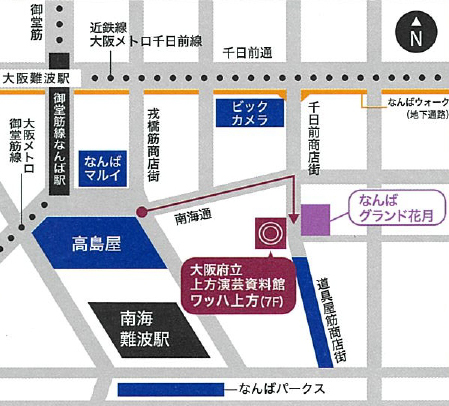 御堂筋
近鉄線
大阪メトロ千日前線
千日前通
N
大阪難波駅
御堂筋線なんば駅
大阪メトロ
御堂筋線
なんば
マルイ
戎橋筋商店街
ビック
カメラ
千日前商店街
なんばウォーク
(地下通路)
南海通
なんば
グランド花月
高島屋
大阪府立
上方演芸資料館
ワッハ上方(7F)
道具屋筋商店街
南海
難波駅
なんばパークス